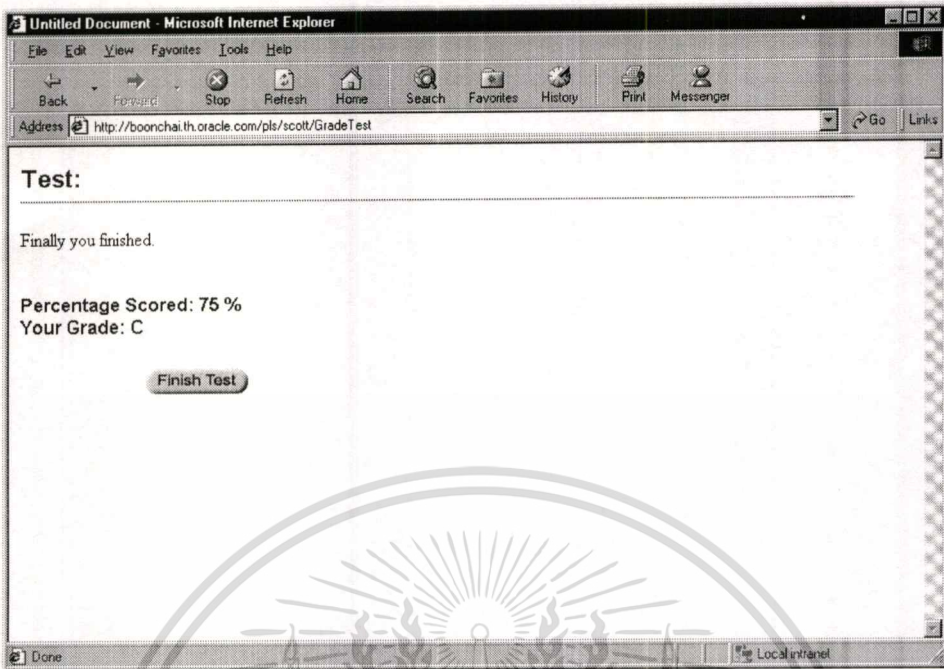 Untitled Document - Microsoft Internet Explorer
File Edit View Favorites Tools Help
Back Forward Stop Refresh Home Search Favorites History Print Messenger
Address http://boonchai.th.oracle.com/pls/scott/GradeTest Go Links
Test:
Finally you finished.
Percentage Scored: 75 %
Your Grade: C
Finish Test
Done Local intranet